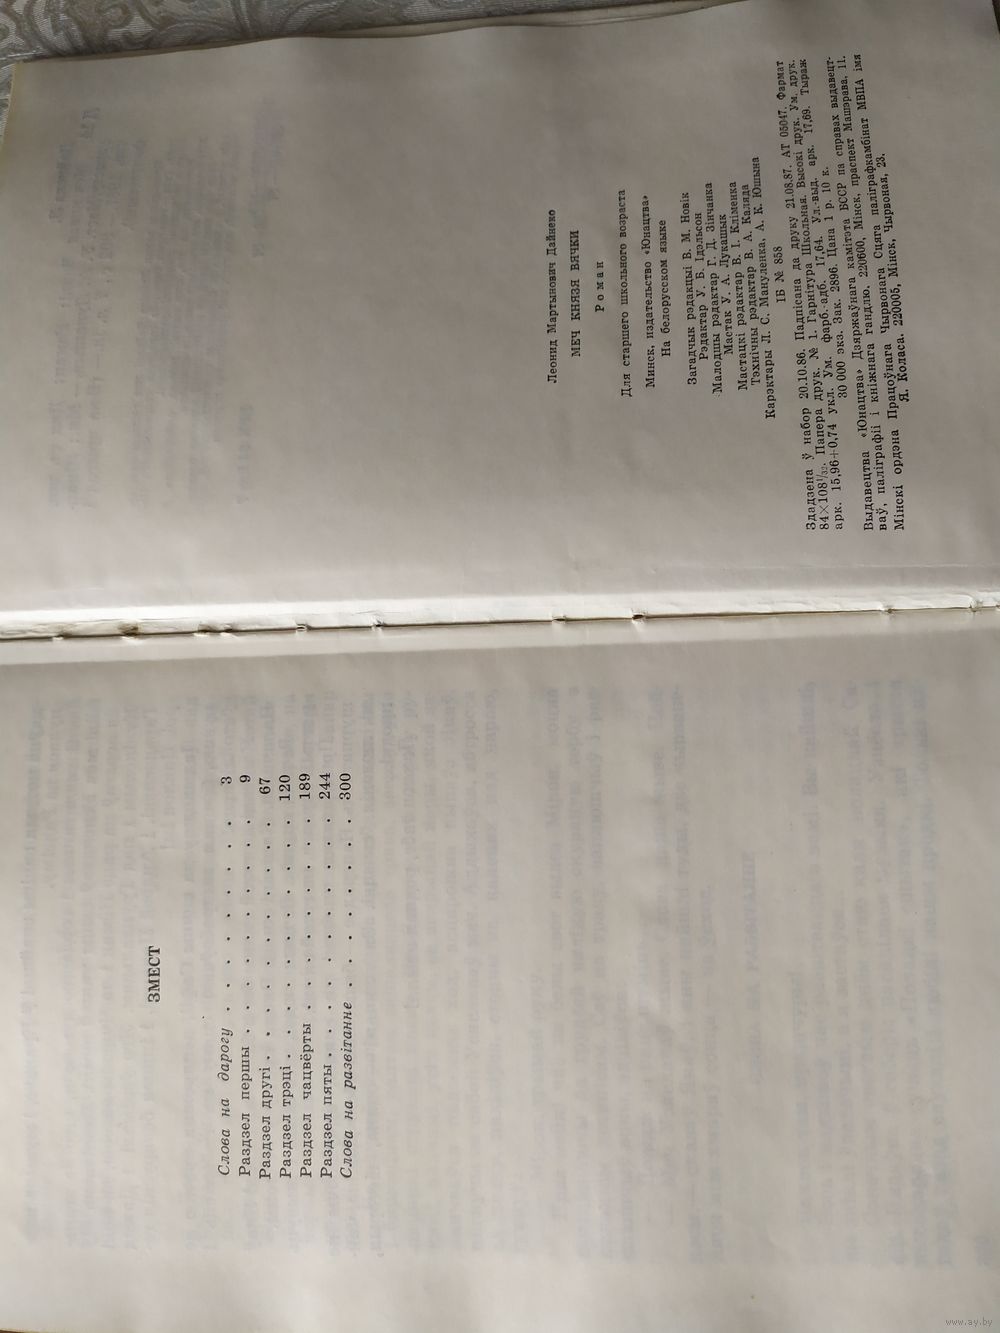 ЗМЕСТ
Слова на дарогу . . . . . . . . . 3
Раздзел першы . . . . . . . . . 9
Раздзел другі . . . . . . . . . 67
Раздзел трэці . . . . . . . . . 120
Раздзел чацвёрты . . . . . . . . 189
Раздзел пяты . . . . . . . . . 244
Слова на развітанне . . . . . . . 300
Леонид Мартынович Дайнеко
МЕЧ КНЯЗЯ ВЯЧКИ
Роман
Для старшего школьного возраста
Минск, издательство «Юнацтва»
На белорусском языке
Загадчык рэдакцыі В. М. Новік
Рэдактар У. Б. Ідэльсон
Малодшы рэдактар Г. Д. Зінчанка
Мастак У. А. Лукашык
Мастацкі рэдактар В. І. Кліменка
Тэхнічны рэдактар В. А. Каляда
Карэктары Л. С. Мануленка, А. К. Юшына
ІБ № 858
Здадзена ў набор 20.10.86. Падпісана да друку 21.08.87. АТ 05047. Фармат
84×108¹/₃₂. Папера друк. № 1. Гарнітура Школьная. Высокі друк. Ум. друк.
арк. 15,96+0,74 укл. Ум. фарб.-адб. 17,64. Ул.-выд. арк. 17,69. Тыраж
30 000 экз. Зак. 2896. Цана 1 р. 10 к.
Выдавецтва «Юнацтва» Дзяржаўнага камітэта БССР па справах выдавецт-
ваў, паліграфіі і кніжнага гандлю. 220600, Мінск, праспект Машэрава, 11.
Мінскі ордэна Працоўнага Чырвонага Сцяга паліграфкамбінат МВПА імя
Я. Коласа. 220005, Мінск, Чырвоная, 23.
www.ay.by